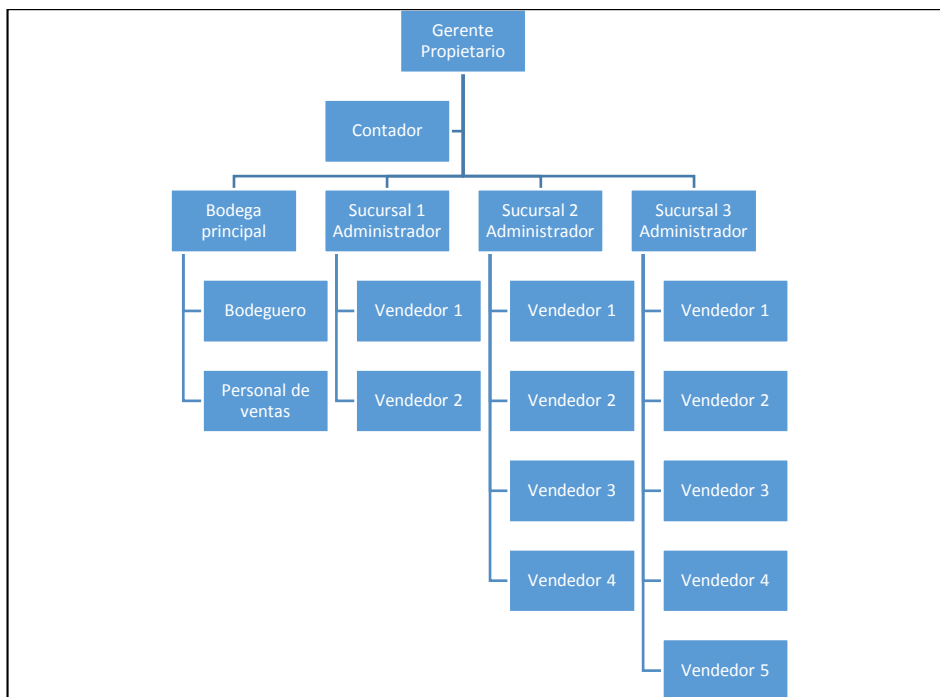 Gerente
Propietario
Contador
Bodega
principal
Sucursal 1
Administrador
Sucursal 2
Administrador
Sucursal 3
Administrador
Bodeguero
Vendedor 1
Vendedor 1
Vendedor 1
Personal de
ventas
Vendedor 2
Vendedor 2
Vendedor 2
Vendedor 3
Vendedor 3
Vendedor 4
Vendedor 4
Vendedor 5